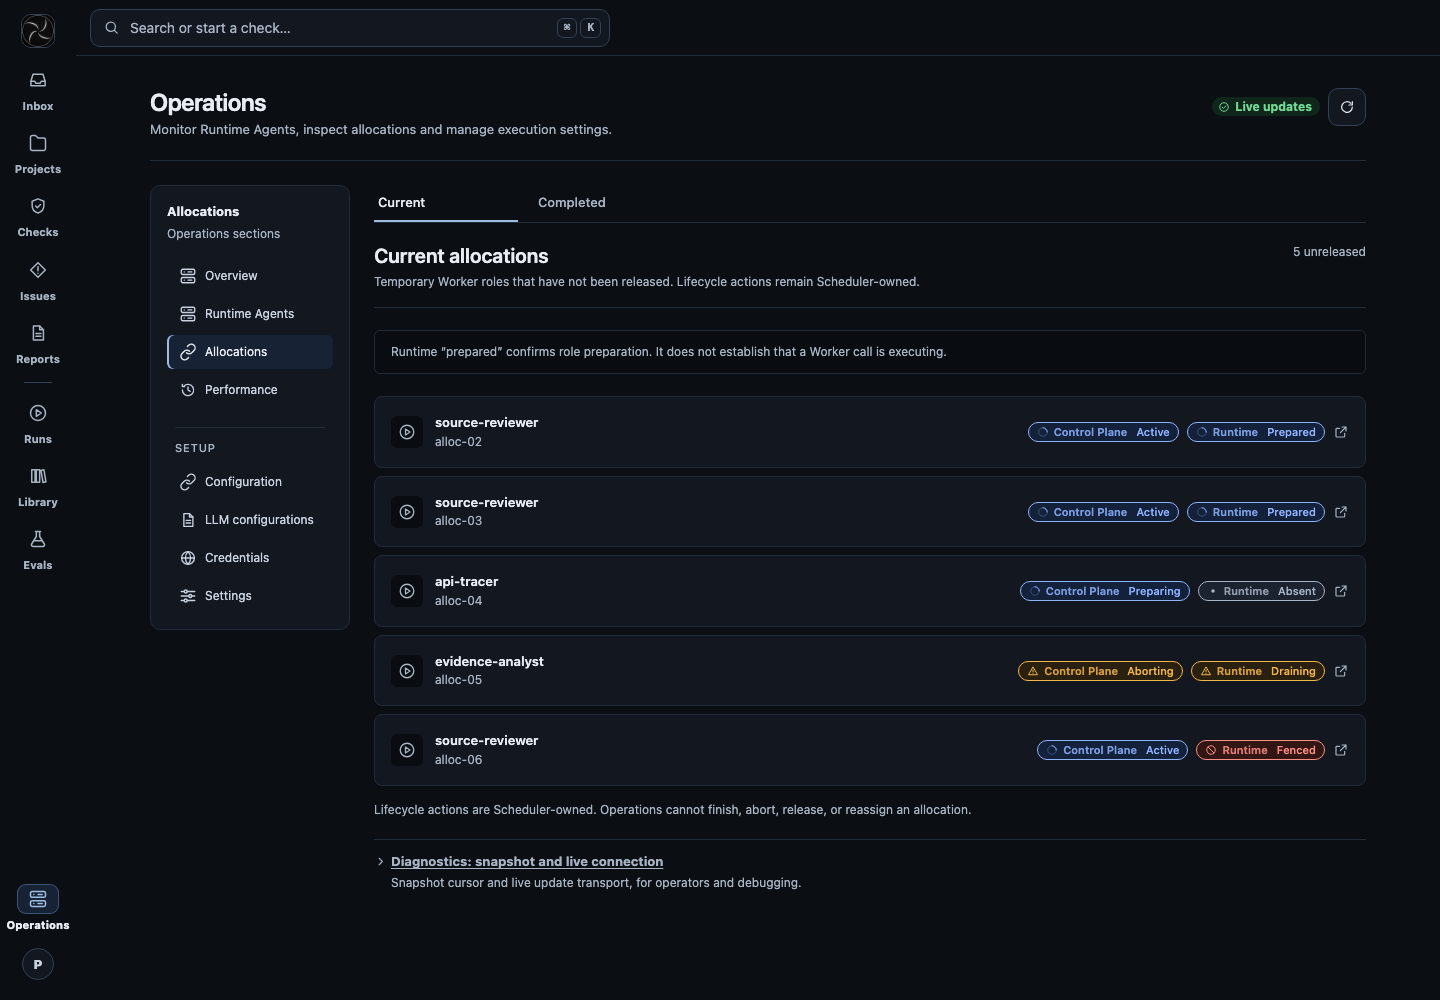 Search or start a check...
⌘ K
Inbox
Projects
Checks
Issues
Reports
Runs
Library
Evals
Operations
P
Operations
Monitor Runtime Agents, inspect allocations and manage execution settings.
Live updates
Allocations
Operations sections
Overview
Runtime Agents
Allocations
Performance
SETUP
Configuration
LLM configurations
Credentials
Settings
Current
Completed
Current allocations
5 unreleased
Temporary Worker roles that have not been released. Lifecycle actions remain Scheduler-owned.
Runtime “prepared” confirms role preparation. It does not establish that a Worker call is executing.
source-reviewer
alloc-02
Control Plane Active
Runtime Prepared
source-reviewer
alloc-03
Control Plane Active
Runtime Prepared
api-tracer
alloc-04
Control Plane Preparing
Runtime Absent
evidence-analyst
alloc-05
Control Plane Aborting
Runtime Draining
source-reviewer
alloc-06
Control Plane Active
Runtime Fenced
Lifecycle actions are Scheduler-owned. Operations cannot finish, abort, release, or reassign an allocation.
Diagnostics: snapshot and live connection
Snapshot cursor and live update transport, for operators and debugging.